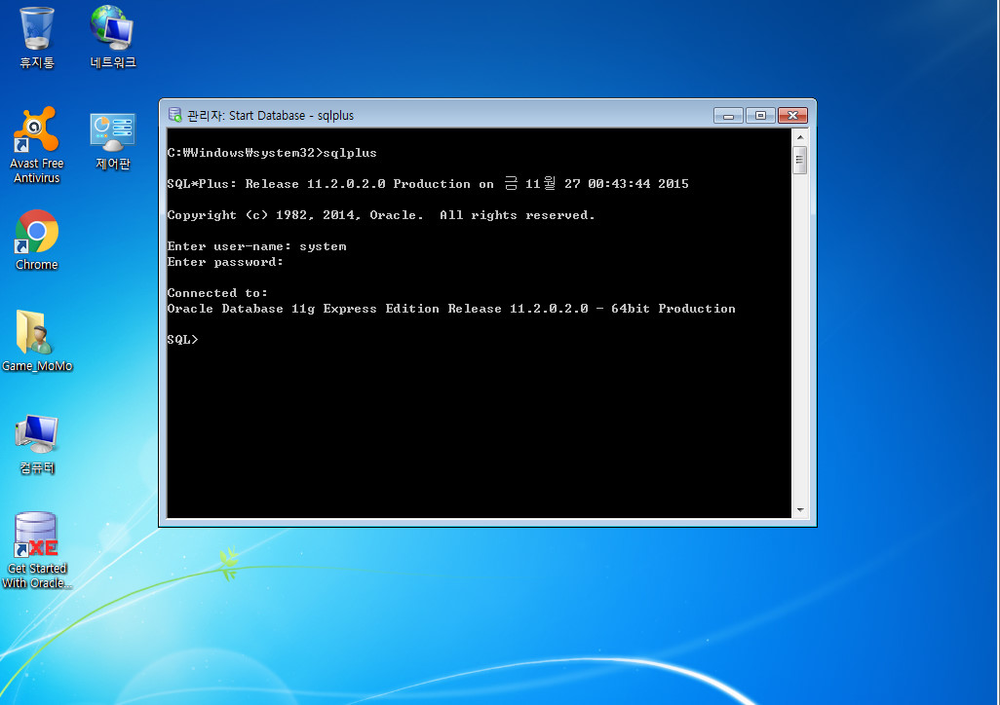 휴지통
네트워크
Avast Free
Antivirus
제어판
Chrome
Game_MoMo
컴퓨터
XE
Get Started
With Oracle...
관리자: Start Database - sqlplus
C:₩Windows₩system32>sqlplus
SQL*Plus: Release 11.2.0.2.0 Production on 금 11월 27 00:43:44 2015
Copyright (c) 1982, 2014, Oracle.  All rights reserved.
Enter user-name: system
Enter password:
Connected to:
Oracle Database 11g Express Edition Release 11.2.0.2.0 - 64bit Production
SQL>